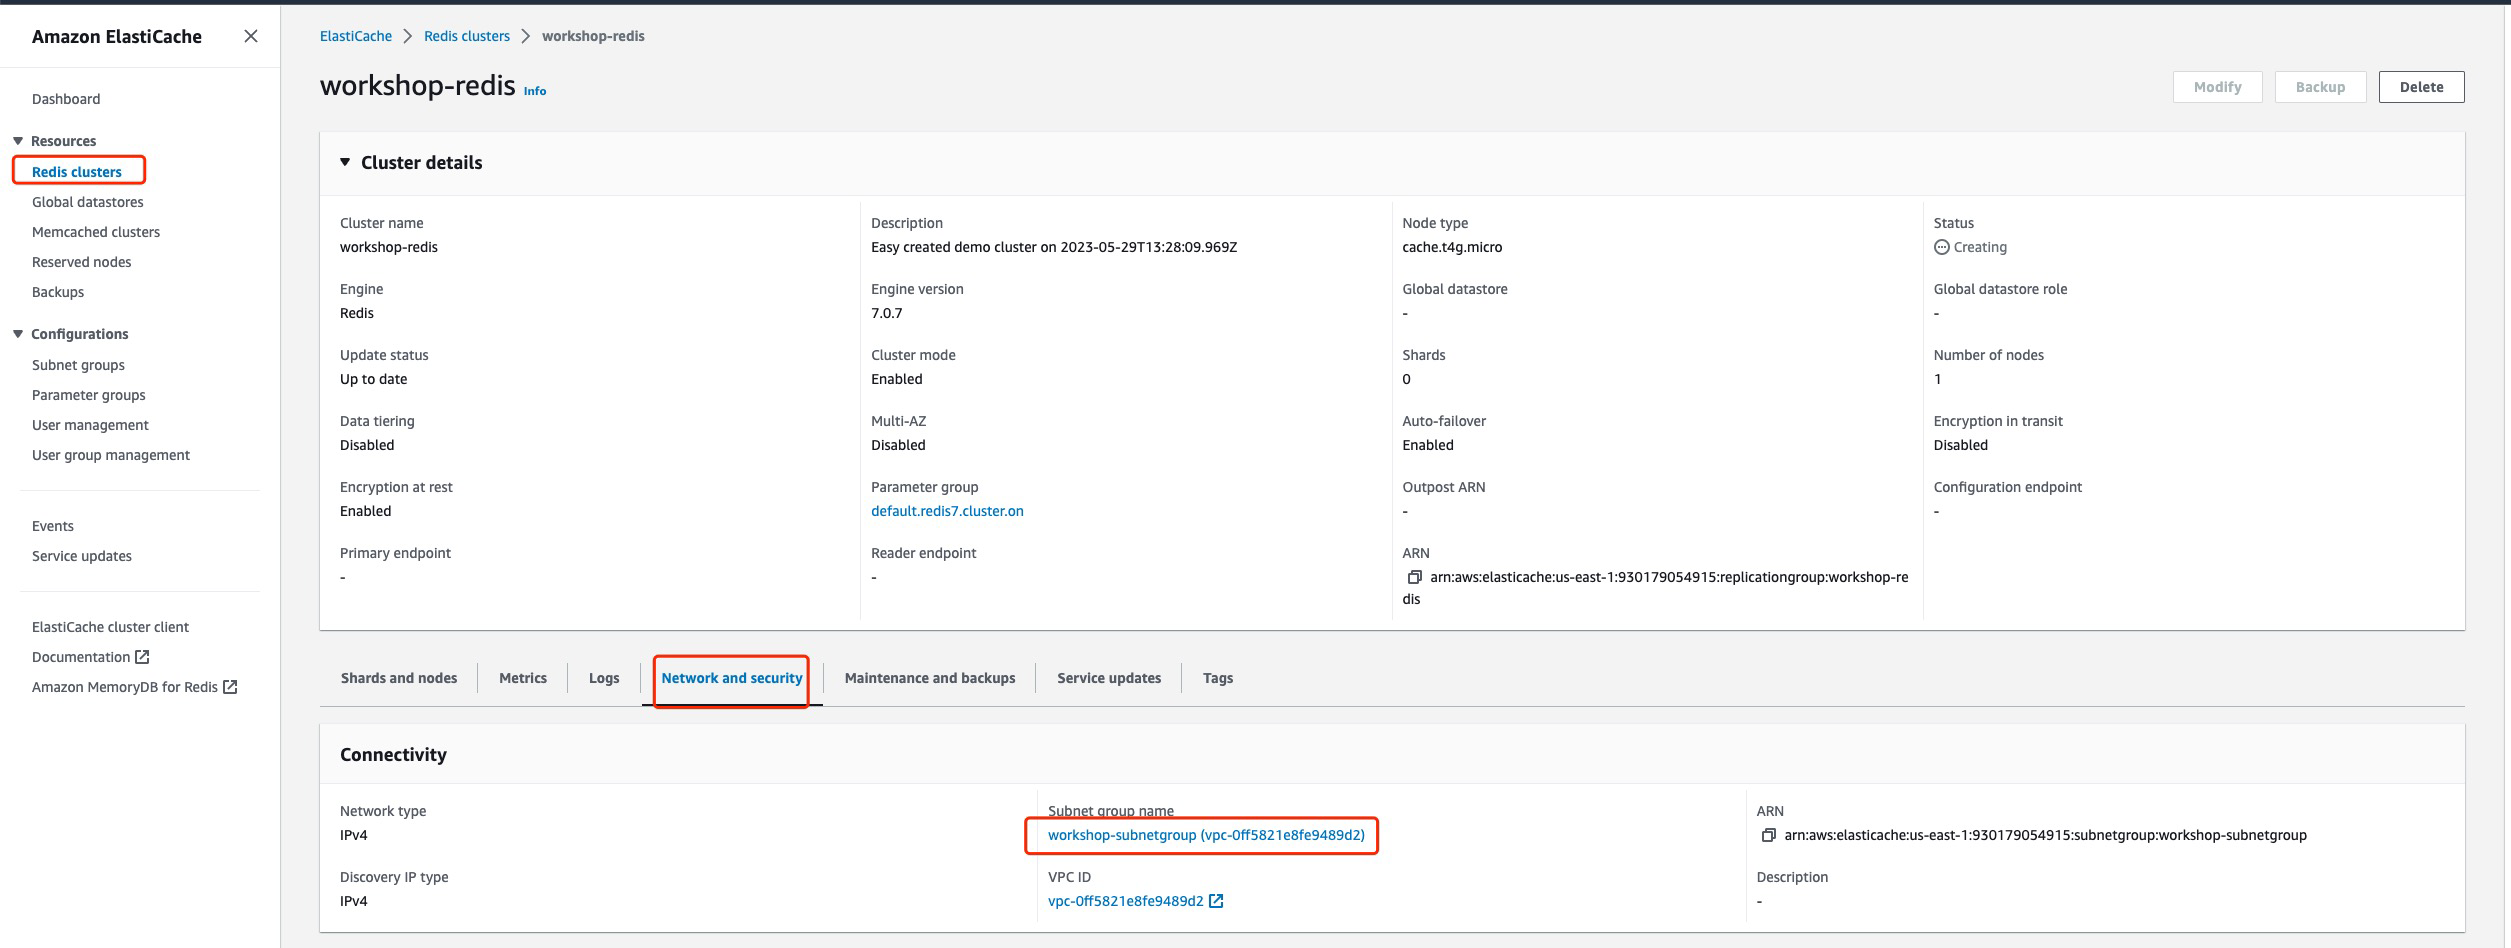 Amazon ElastiCache
Dashboard
Resources
Redis clusters
Global datastores
Memcached clusters
Reserved nodes
Backups
Configurations
Subnet groups
Parameter groups
User management
User group management
Events
Service updates
ElastiCache cluster client
Documentation
Amazon MemoryDB for Redis
ElastiCache > Redis clusters > workshop-redis
workshop-redis Info
Modify Backup Delete
Cluster details
Cluster name
workshop-redis
Description
Easy created demo cluster on 2023-05-29T13:28:09.969Z
Node type
cache.t4g.micro
Status
Creating
Engine
Redis
Engine version
7.0.7
Global datastore
-
Global datastore role
-
Update status
Up to date
Cluster mode
Enabled
Shards
0
Number of nodes
1
Data tiering
Disabled
Multi-AZ
Disabled
Auto-failover
Enabled
Encryption in transit
Disabled
Encryption at rest
Enabled
Parameter group
default.redis7.cluster.on
Outpost ARN
-
Configuration endpoint
-
Primary endpoint
-
Reader endpoint
-
ARN
arn:aws:elasticache:us-east-1:930179054915:replicationgroup:workshop-re
dis
Shards and nodes Metrics Logs Network and security Maintenance and backups Service updates Tags
Connectivity
Network type
IPv4
Subnet group name
workshop-subnetgroup (vpc-0ff5821e8fe9489d2)
ARN
arn:aws:elasticache:us-east-1:930179054915:subnetgroup:workshop-subnetgroup
Discovery IP type
IPv4
VPC ID
vpc-0ff5821e8fe9489d2
Description
-